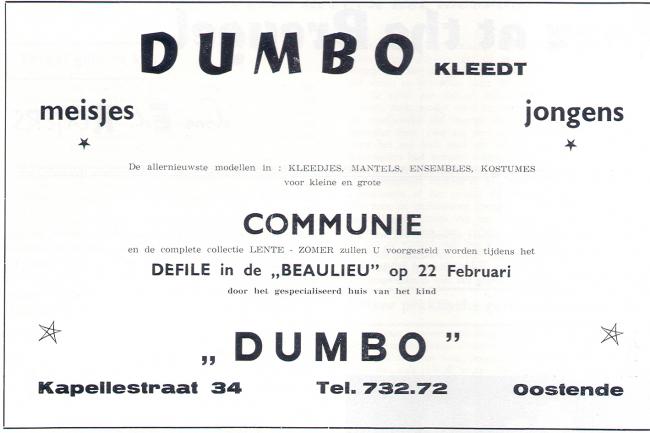 DUMBO KLEEDT
meisjes jongens
De allernieuwste modellen in : KLEEDJES, MANTELS, ENSEMBLES, KOSTUMES
voor kleine en grote
COMMUNIE
en de complete collectie LENTE - ZOMER zullen U voorgesteld worden tijdens het
DEFILE in de „BEAULIEU" op 22 Februari
door het gespecialiseerd huis van het kind
„DUMBO"
Kapellestraat 34 Tel. 732.72 Oostende